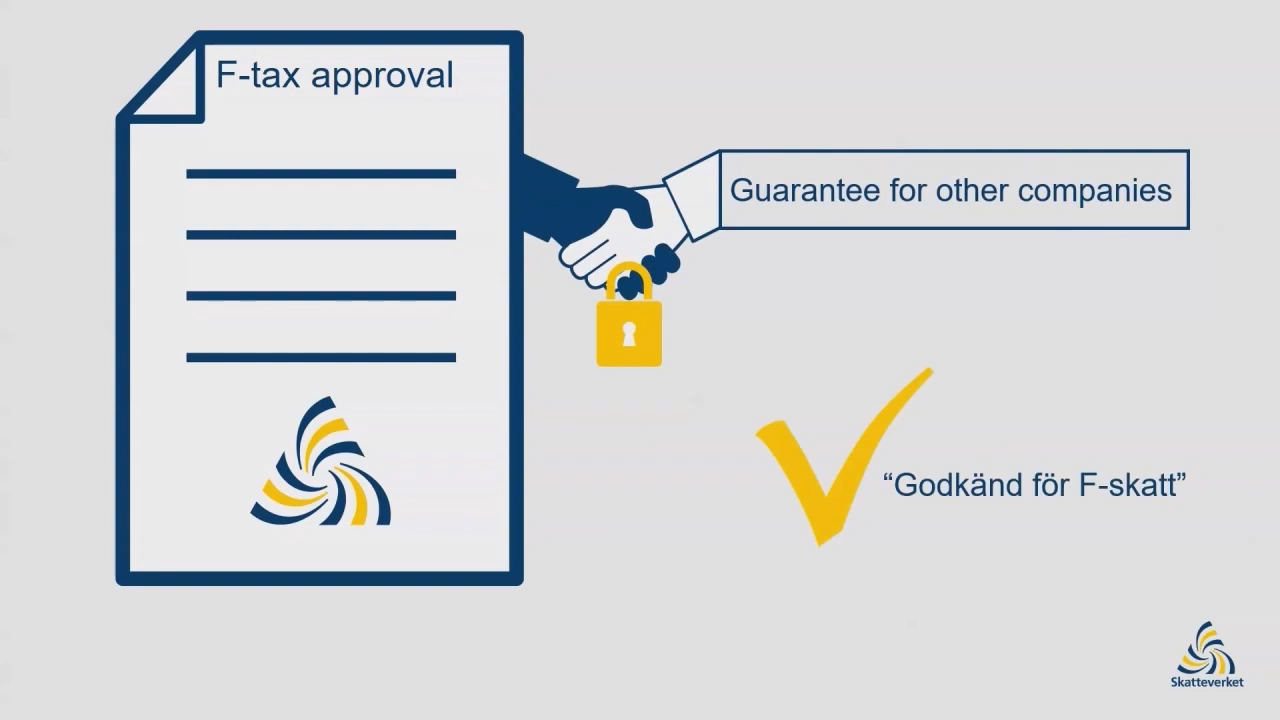 F-tax approval
Guarantee for other companies
“Godkänd för F-skatt”
Skatteverket